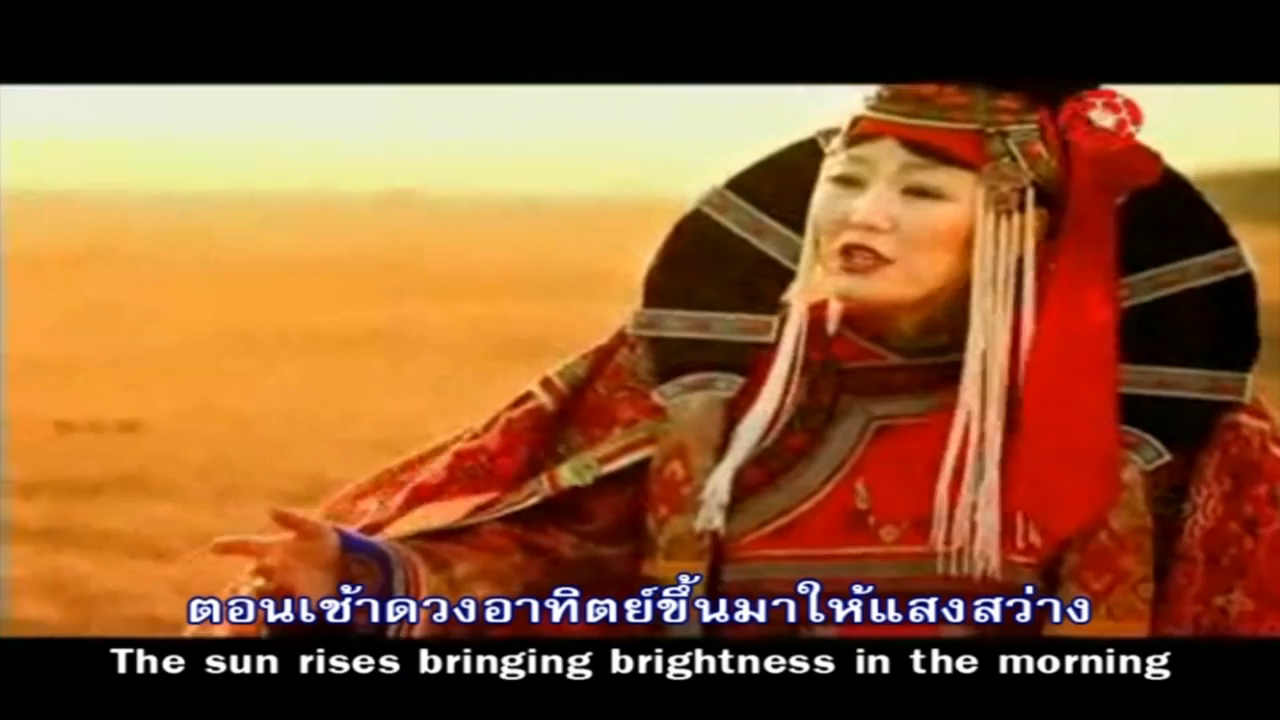 ตอนเช้าดวงอาทิตย์ขึ้นมาให้แสงสว่าง
The sun rises bringing brightness in the morning